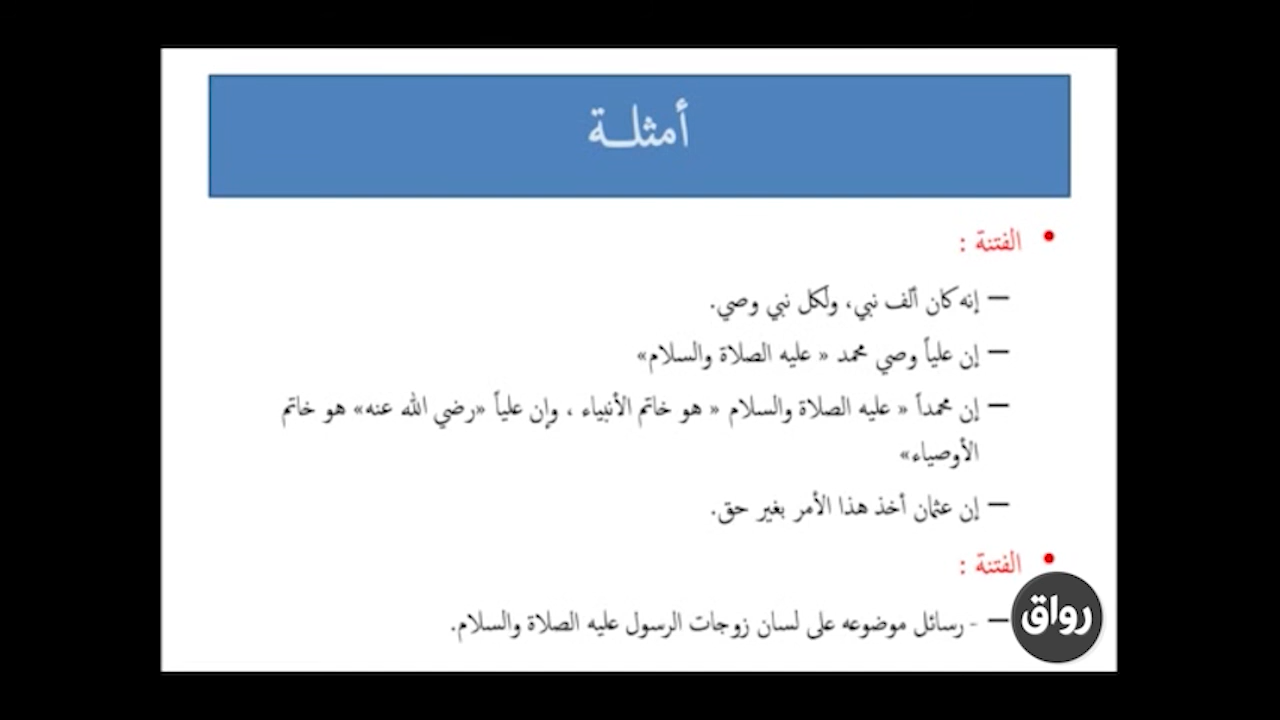 أمثلـــة
• الفتنة :
– إنه كان ألف نبي، ولكل نبي وصي.
– إن علياً وصي محمد « عليه الصلاة والسلام»
– إن محمداً « عليه الصلاة والسلام « هو خاتم الأنبياء ، وإن علياً «رضي الله عنه» هو خاتم
الأوصياء»
– إن عثمان أخذ هذا الأمر بغير حق.
• الفتنة :
– - رسائل موضوعه على لسان زوجات الرسول عليه الصلاة والسلام.
رواق